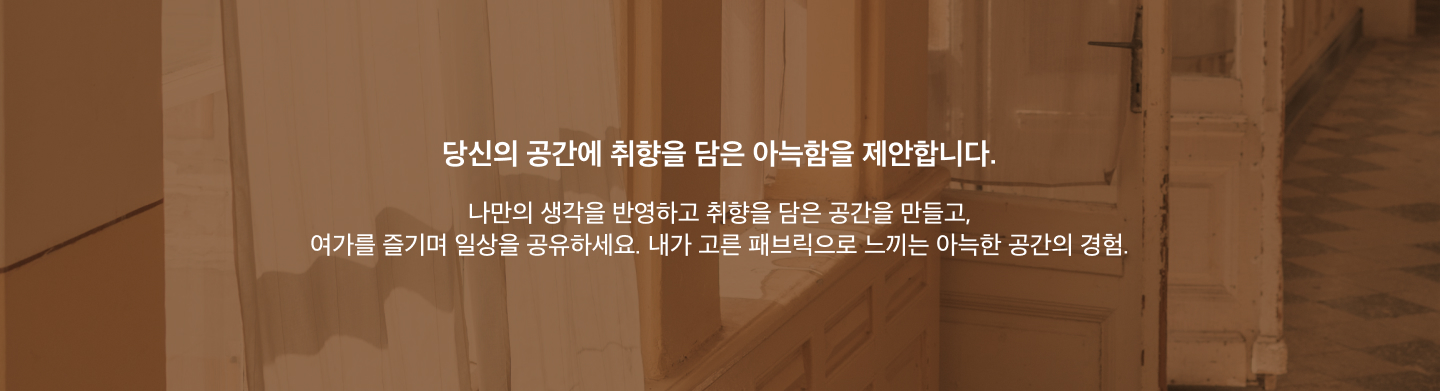 당신의 공간에 취향을 담은 아늑함을 제안합니다.
나만의 생각을 반영하고 취향을 담은 공간을 만들고,
여가를 즐기며 일상을 공유하세요. 내가 고른 패브릭으로 느끼는 아늑한 공간의 경험.